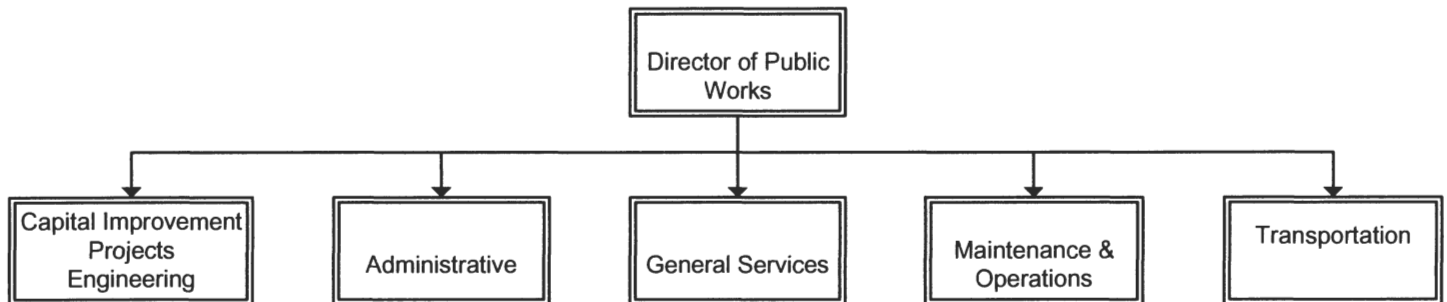 Director of Public
Works
Capital Improvement
Projects
Engineering
Administrative
General Services
Maintenance &
Operations
Transportation